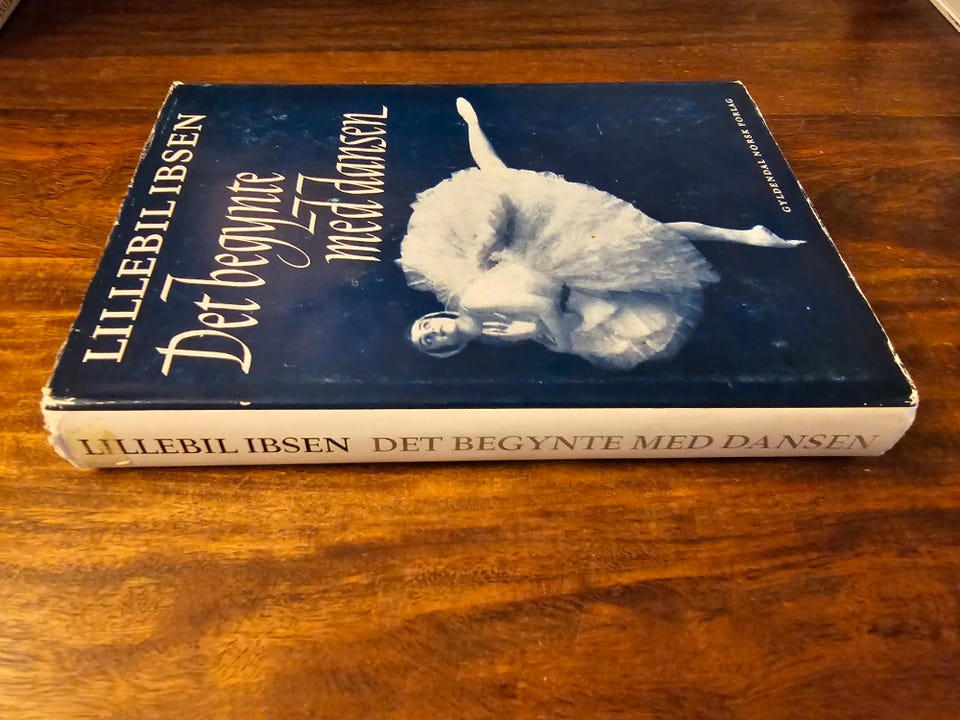 LILLEBIL IBSEN
Det begynte
med dansen
GYLDENDAL NORSK FORLAG
LILLEBIL IBSEN DET BEGYNTE MED DANSEN